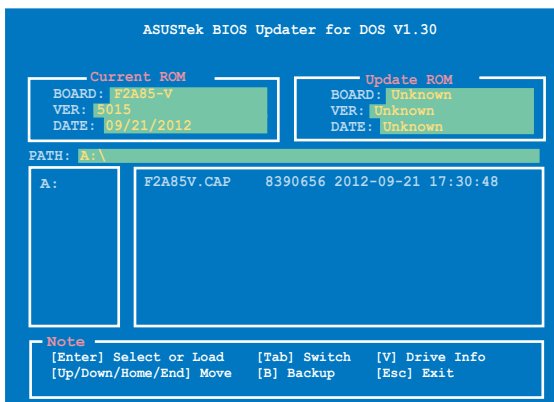 ASUSTek BIOS Updater for DOS V1.30
Current ROM
BOARD: F2A85-V
VER: 5015
DATE: 09/21/2012
Update ROM
BOARD: Unknown
VER: Unknown
DATE: Unknown
PATH: A:\
A:
F2A85V.CAP 8390656 2012-09-21 17:30:48
Note
[Enter] Select or Load [Tab] Switch [V] Drive Info
[Up/Down/Home/End] Move [B] Backup [Esc] Exit